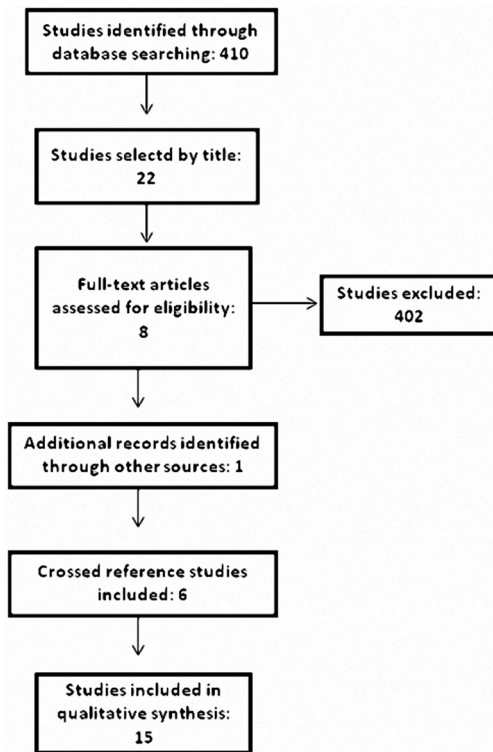 Studies identified through
database searching: 410
Studies selectd by title:
22
Full-text articles
assessed for eligibility:
8
Studies excluded:
402
Additional records identified
through other sources: 1
Crossed reference studies
included: 6
Studies included in
qualitative synthesis:
15